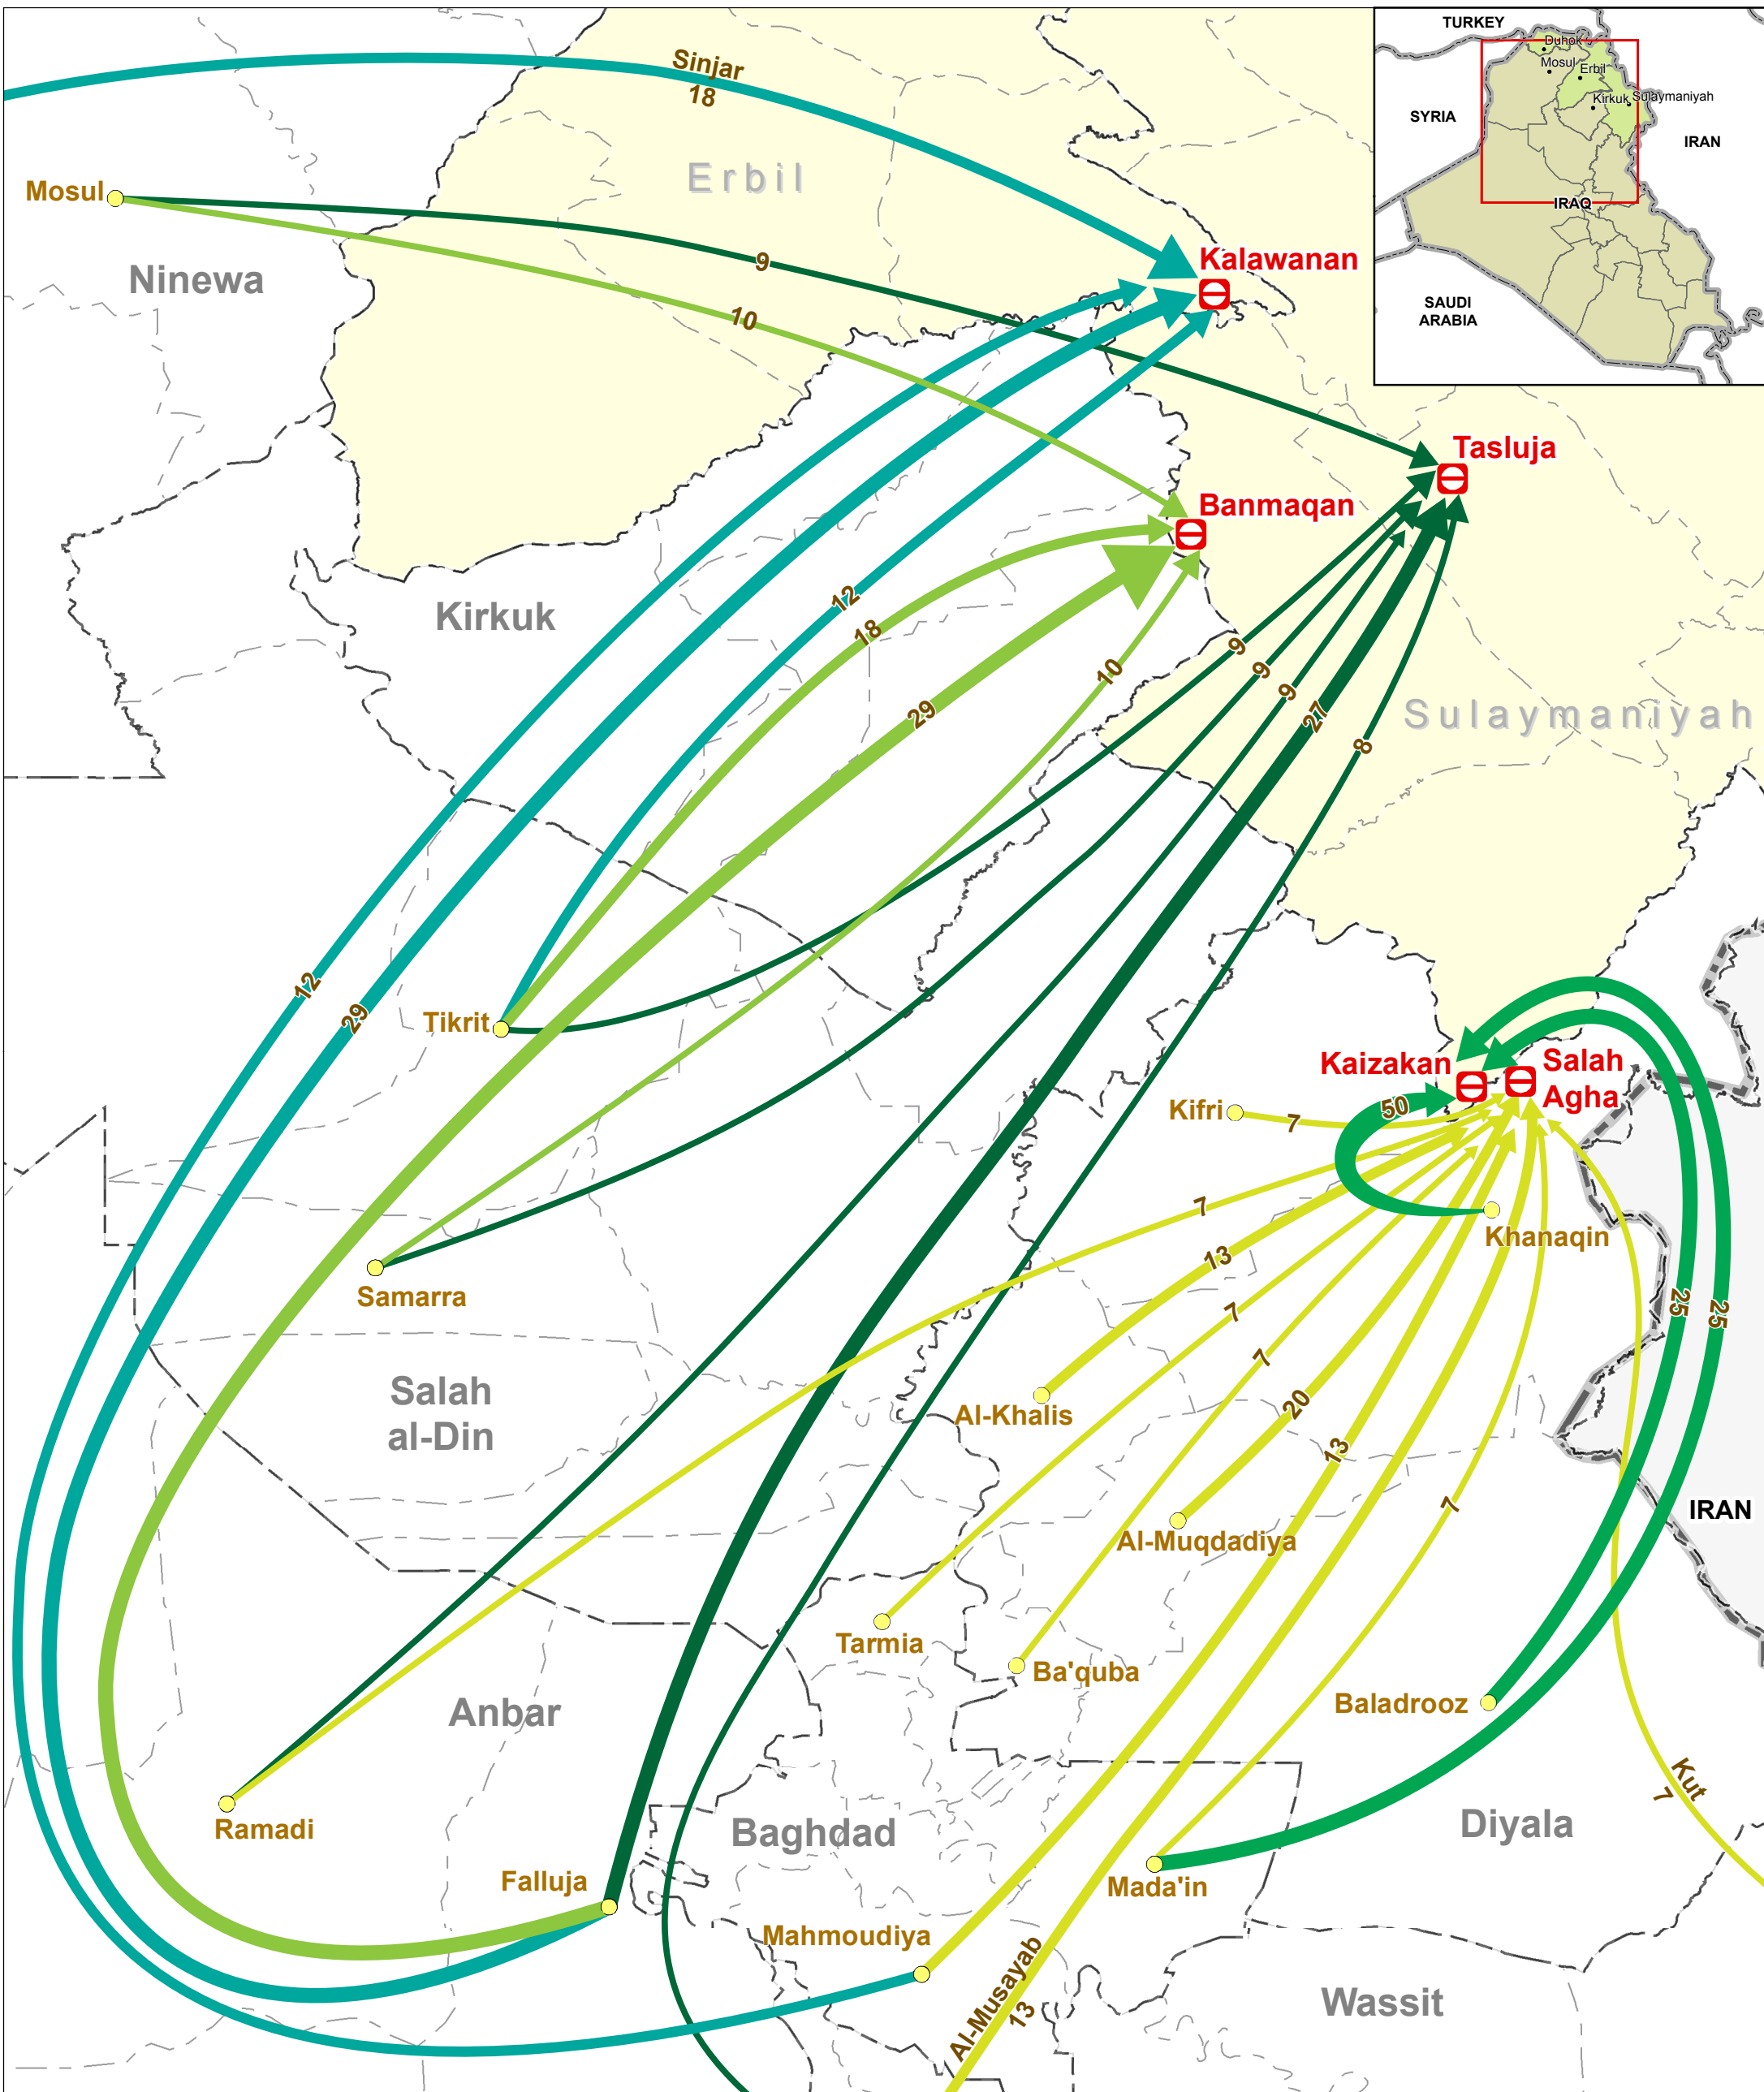 TURKEY
Duhok
Mosul
Erbil
Kirkuk
Sulaymaniyah
SYRIA
IRAN
IRAQ
SAUDI
ARABIA
Sinjar
18
Erbil
Mosul
9
Kalawanan
Ninewa
10
Tasluja
Banmaqan
12
Kirkuk
18
9
10
9
9
29
27
Sulaymaniyah
8
12
29
Tikrit
Kaizakan
Salah
Agha
50
Kifri
7
7
Khanaqin
13
Samarra
7
25
25
7
Salah
al-Din
20
Al-Khalis
13
7
IRAN
Al-Muqdadiya
Tarmia
Ba'quba
Baladrooz
Anbar
Kut
7
Ramadi
Baghdad
Diyala
Falluja
Mada'in
Mahmoudiya
Al-Musayab
13
Wassit